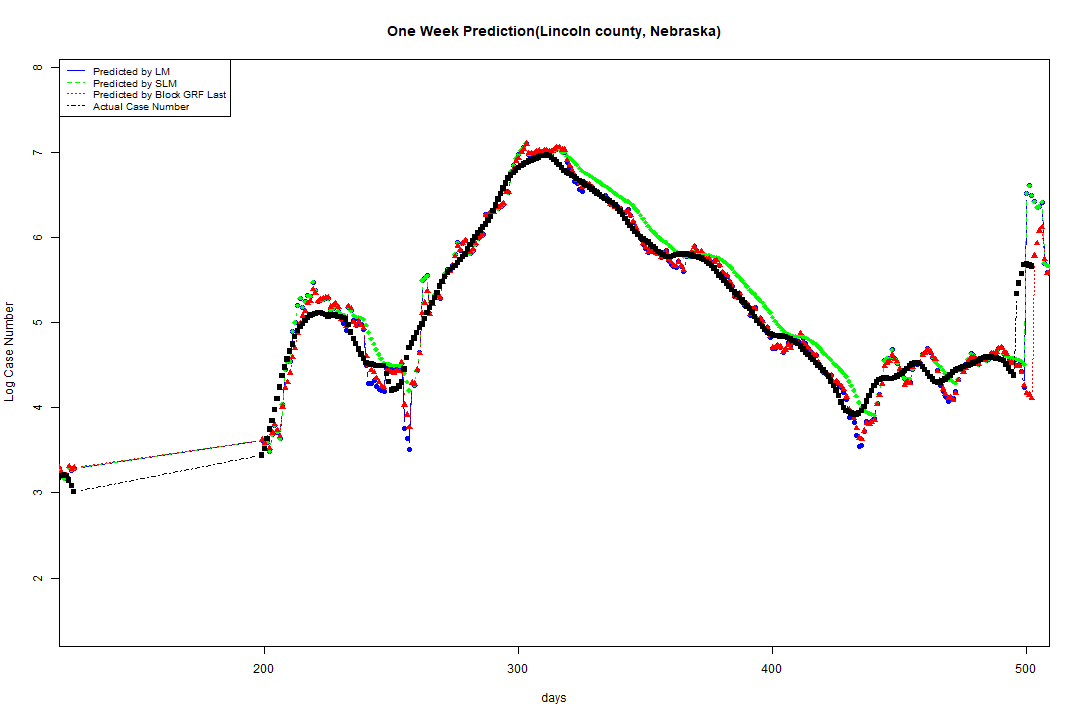 One Week Prediction(Lincoln county, Nebraska)
Predicted by LM
Predicted by SLM
Predicted by Block GRF Last
Actual Case Number
8
7
6
5
4
3
2
Log Case Number
200
300
400
500
days